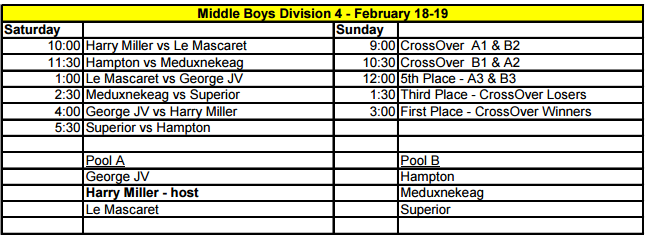 Middle Boys Division 4 - February 18-19
Saturday Sunday
10:00 Harry Miller vs Le Mascaret 9:00 CrossOver A1 & B2
11:30 Hampton vs Meduxnekeag 10:30 CrossOver B1 & A2
1:00 Le Mascaret vs George JV 12:00 5th Place - A3 & B3
2:30 Meduxnekeag vs Superior 1:30 Third Place - CrossOver Losers
4:00 George JV vs Harry Miller 3:00 First Place - CrossOver Winners
5:30 Superior vs Hampton
Pool A Pool B
George JV Hampton
Harry Miller - host Meduxnekeag
Le Mascaret Superior